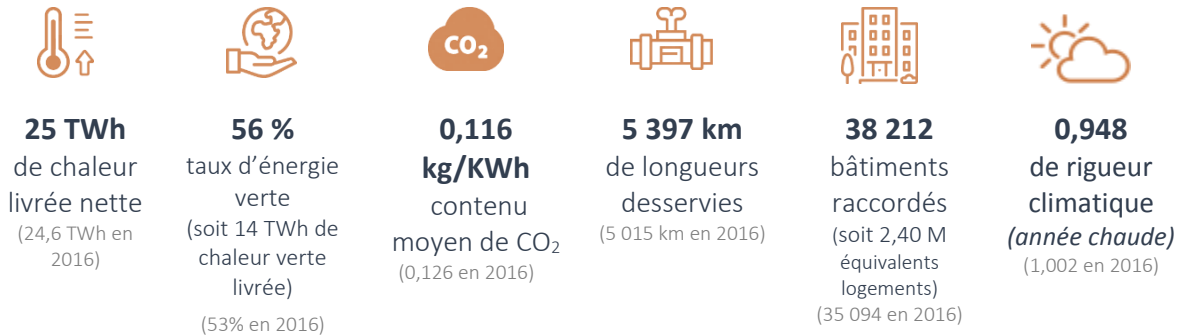 25 TWh
de chaleur
livrée nette
(24,6 TWh en
2016)
56 %
taux d’énergie
verte
(soit 14 TWh de
chaleur verte
livrée)
(53% en 2016)
CO2
0,116
kg/KWh
contenu
moyen de CO2
(0,126 en 2016)
5 397 km
de longueurs
desservies
(5 015 km en 2016)
38 212
bâtiments
raccordés
(soit 2,40 M
équivalents
logements)
(35 094 en 2016)
0,948
de rigueur
climatique
(année chaude)
(1,002 en 2016)